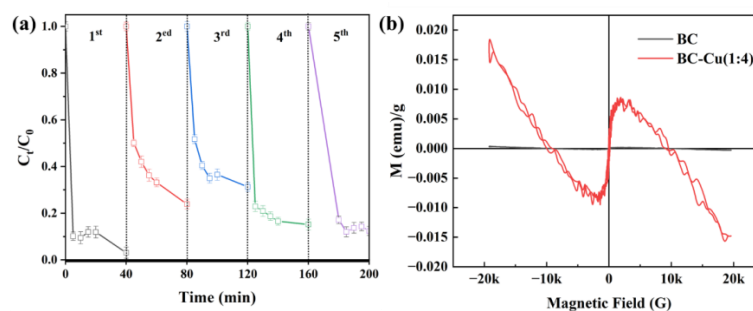 (a)
1st 2ed 3rd 4th 5th
1.0
0.8
0.6
0.4
0.2
0.0
Ct/C0
0 40 80 120 160 200
Time (min)
(b)
BC
BC-Cu(1:4)
0.020
0.015
0.010
0.005
0.000
-0.005
-0.010
-0.015
-0.020
M (emu)/g
-20k -10k 0 10k 20k
Magnetic Field (G)